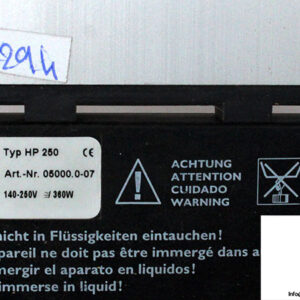 294
Typ HP 250 CE
Art.-Nr. 05000.0-07
140-250V ≂/360W
ACHTUNG
ATTENTION
CUIDADO
WARNING
nicht in Flüssigkeiten eintauchen!
pareil ne doit pas être immergé dans
mergir el aparato en liquidos!
immerse in liquid!